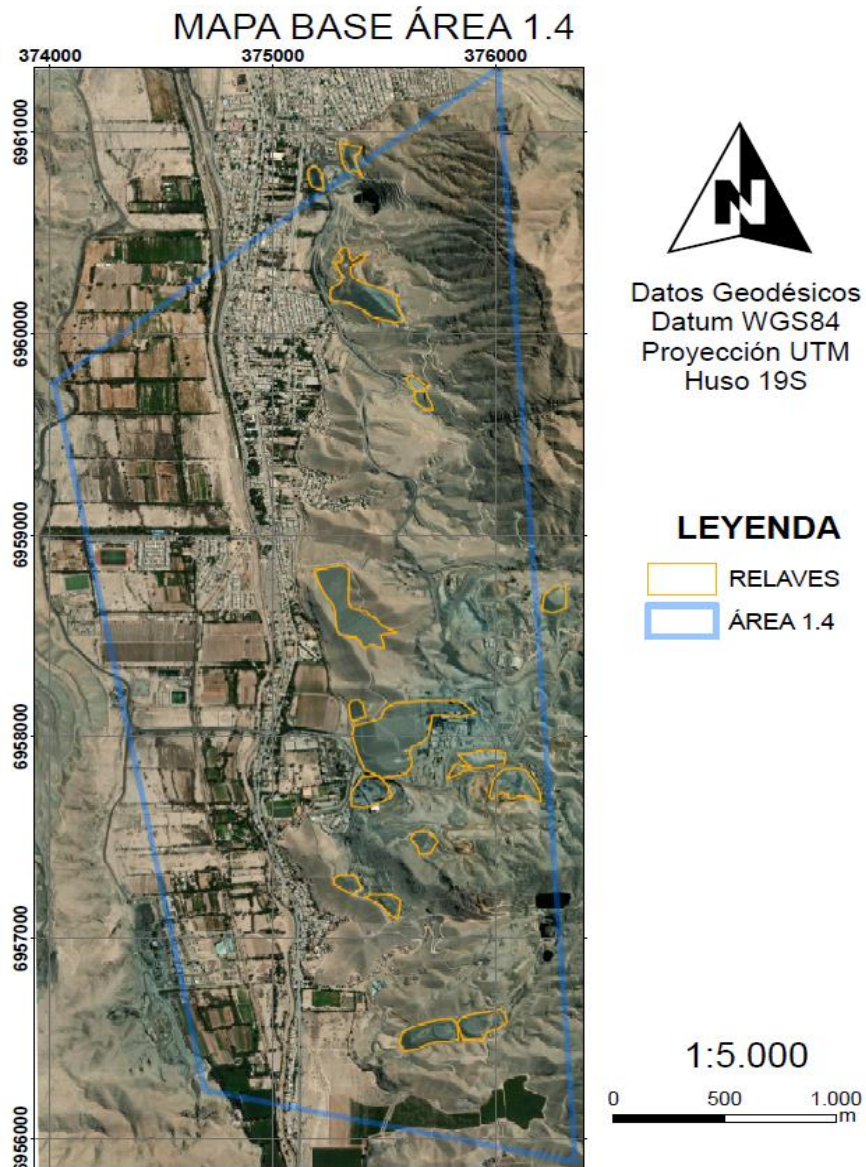 MAPA BASE ÁREA 1.4
374000
375000
376000
6961000
6960000
6959000
6958000
6957000
6956000
N
Datos Geodésicos
Datum WGS84
Proyección UTM
Huso 19S
LEYENDA
RELAVES
ÁREA 1.4
1:5.000
0 500 1.000
m